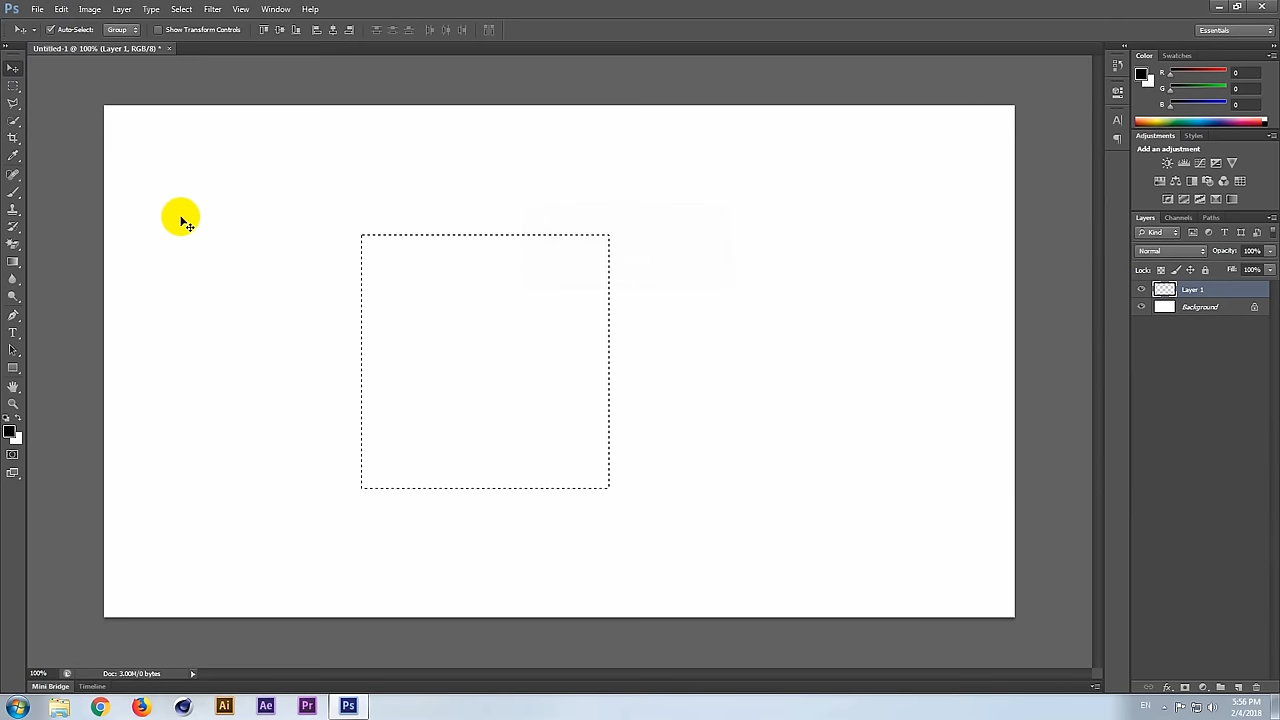 Ps File Edit Image Layer Type Select Filter View Window Help
Auto-Select: Group Show Transform Controls Essentials
Untitled-1 @ 100% (Layer 1, RGB/8) * ×
Color Swatches
R 0
G 0
B 0
Adjustments Styles
Add an adjustment
Layers Channels Paths
Kind
Normal Opacity: 100%
Lock: Fill: 100%
Layer 1
Background
100% Doc: 3.00M/0 bytes
Mini Bridge Timeline
Ai Ae Pr Ps EN
5:56 PM
2/4/2018